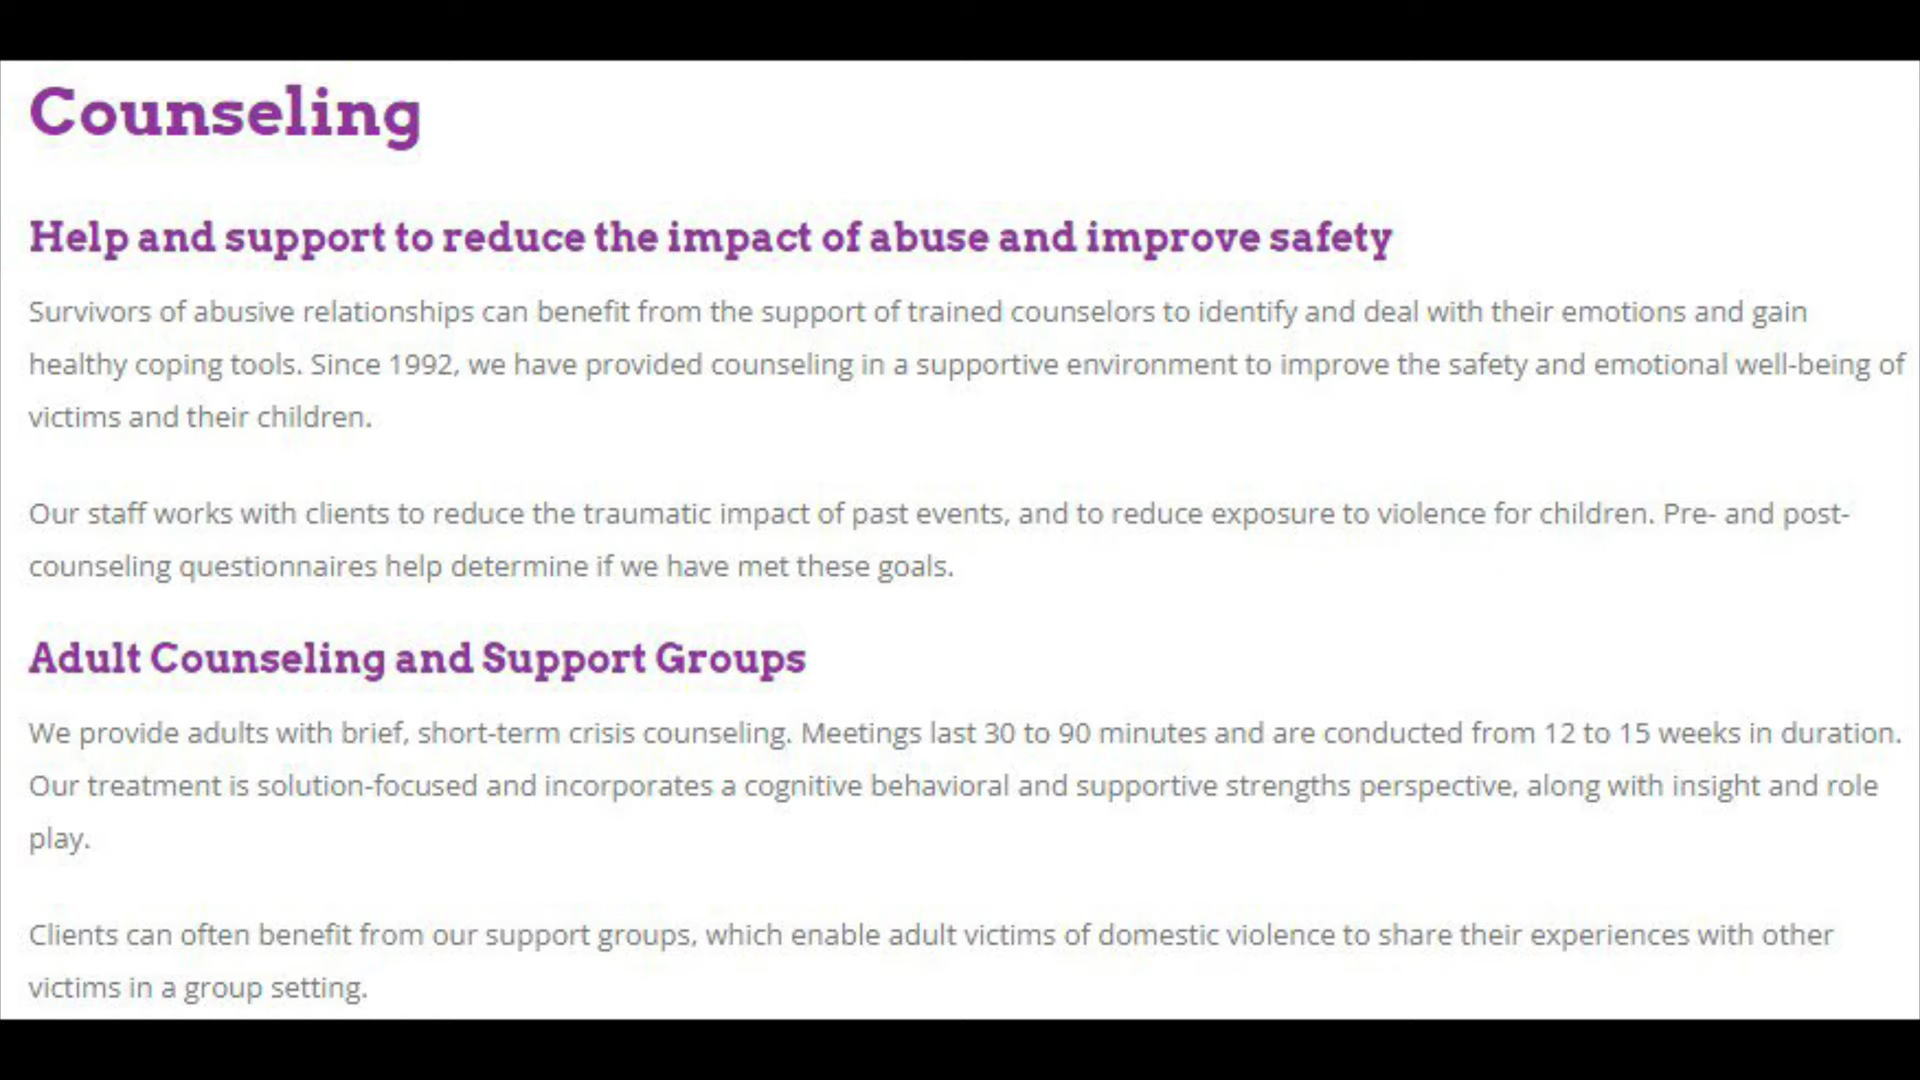 Counseling
Help and support to reduce the impact of abuse and improve safety
Survivors of abusive relationships can benefit from the support of trained counselors to identify and deal with their emotions and gain
healthy coping tools. Since 1992, we have provided counseling in a supportive environment to improve the safety and emotional well-being of
victims and their children.
Our staff works with clients to reduce the traumatic impact of past events, and to reduce exposure to violence for children. Pre- and post-
counseling questionnaires help determine if we have met these goals.
Adult Counseling and Support Groups
We provide adults with brief, short-term crisis counseling. Meetings last 30 to 90 minutes and are conducted from 12 to 15 weeks in duration.
Our treatment is solution-focused and incorporates a cognitive behavioral and supportive strengths perspective, along with insight and role
play.
Clients can often benefit from our support groups, which enable adult victims of domestic violence to share their experiences with other
victims in a group setting.